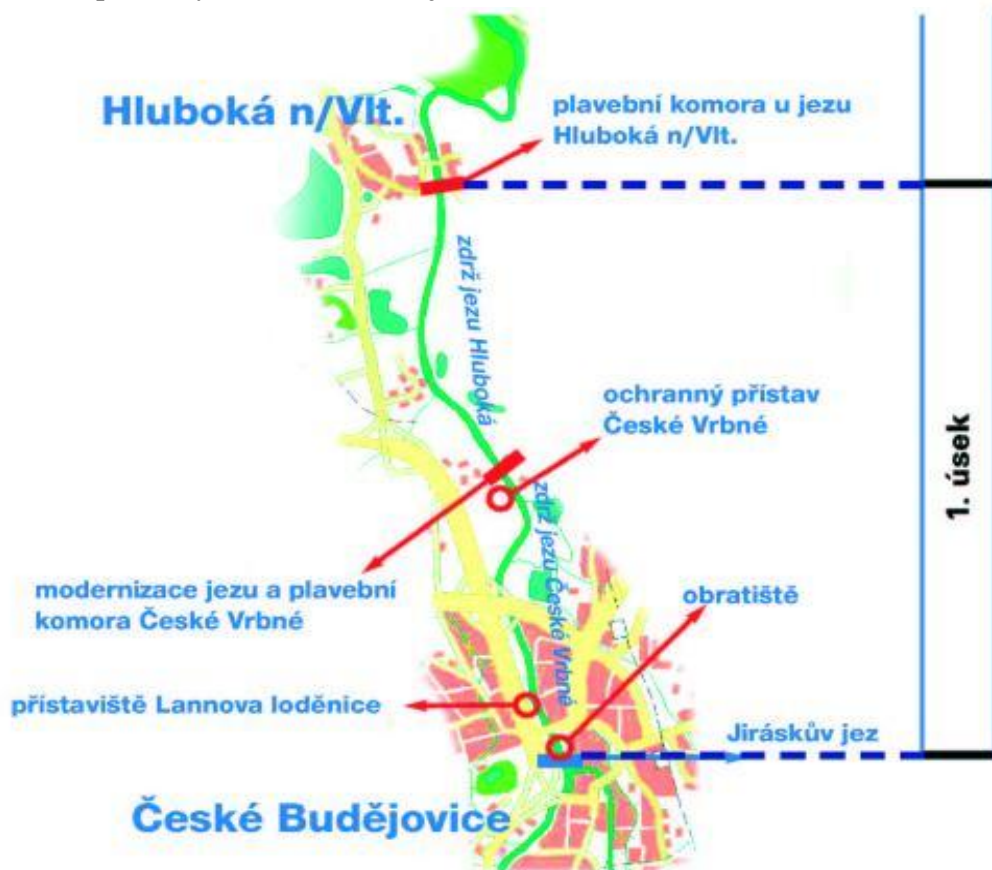 Hluboká n/Vlt.
plavební komora u jezu
Hluboká n/Vlt.
zdrž jezu Hluboká
ochranný přístav
České Vrbné
zdrž jezu České Vrbné
1. úsek
modernizace jezu a plavební
komora České Vrbné
obratiště
přístaviště Lannova loděnice
Jiráskův jez
České Budějovice